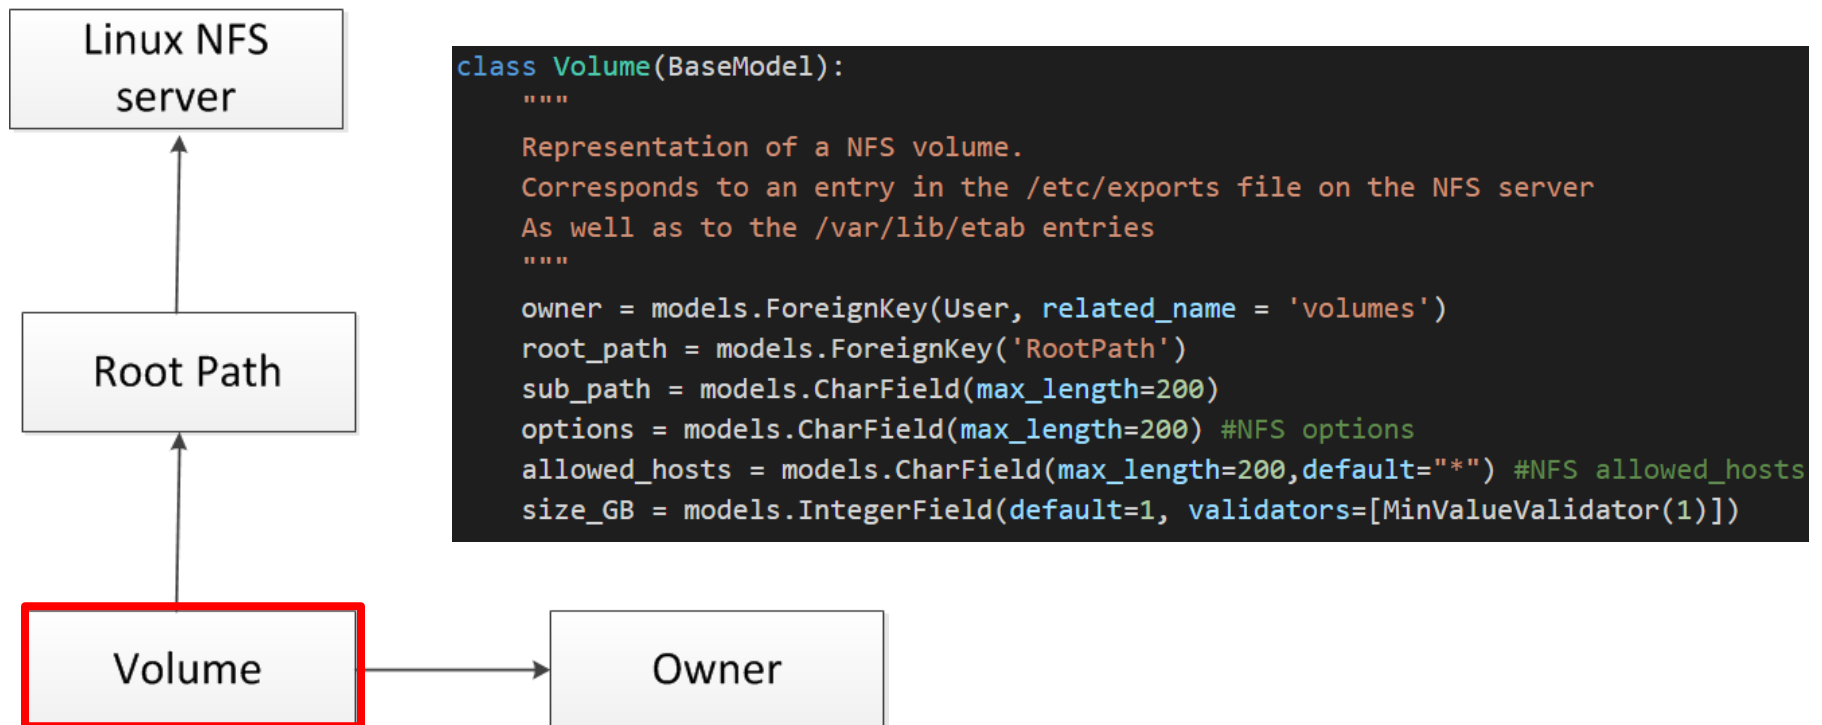 Linux NFS
server
Root Path
Volume
Owner
class Volume(BaseModel):
    """
    Representation of a NFS volume.
    Corresponds to an entry in the /etc/exports file on the NFS server
    As well as to the /var/lib/etab entries
    """
    owner = models.ForeignKey(User, related_name = 'volumes')
    root_path = models.ForeignKey('RootPath')
    sub_path = models.CharField(max_length=200)
    options = models.CharField(max_length=200) #NFS options
    allowed_hosts = models.CharField(max_length=200,default="*") #NFS allowed_hosts
    size_GB = models.IntegerField(default=1, validators=[MinValueValidator(1)])